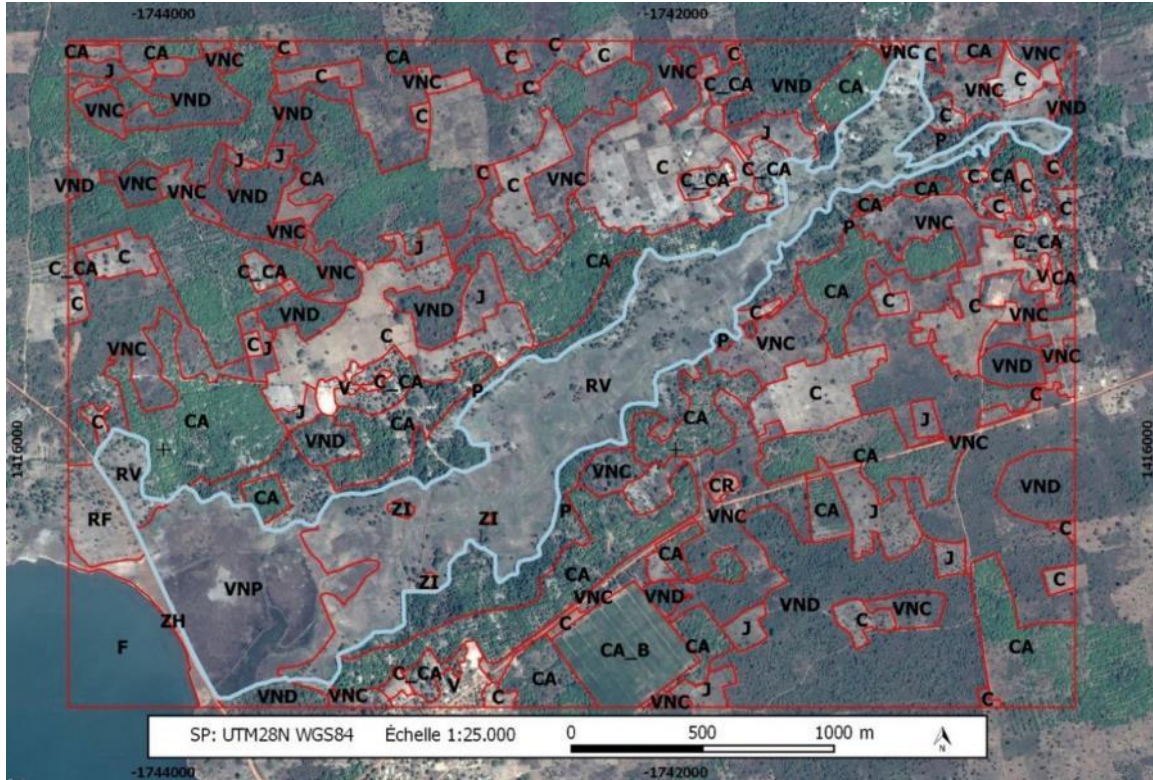 -1744000 -1742000
CA CA VNC C CA C C C VNC C VNC C CA VNC
J C VNC C C_CA VND CA C
VNC VND VND C VNC VND
J C P
J J C C C C_CA C_CA
VND VNC VNC VND CA VNC C C C
CA C C
VNC P VNC
J C_CA
C_CA C C_CA VNC CA V CA
C VND VND J CA C C C VNC
VNC C J C P VNC VND VNC
V C_CA P RV C C
C CA J CA CA J
VND VNC
RV CA VNC CA
CR VND
RF ZI ZI P VNC J C
CA J
ZI CA C
VNP VNC VND VND VNC
ZH C J C
F CA_B CA CA
C_CA V CA
VND VNC C VNC J C
SP: UTM28N WGS84 Échelle 1:25.000 0 500 1000 m
N
-1744000 -1742000
1416000
1416000